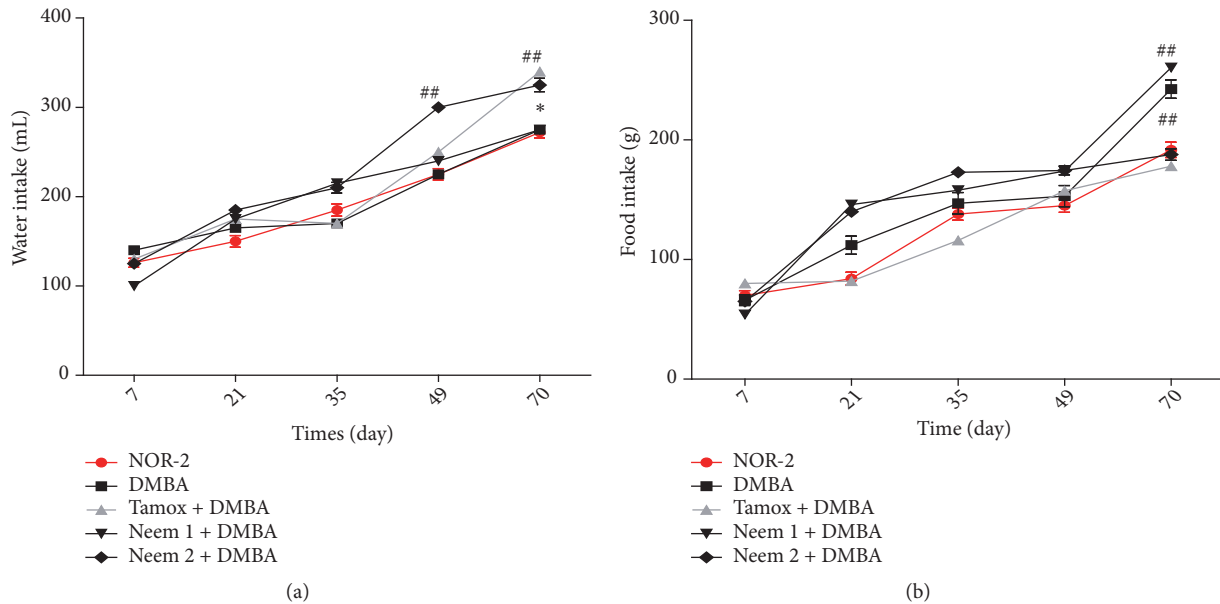 400
300
200
100
0
Water intake (mL)
##
##
*
7
21
35
49
70
Times (day)
NOR-2
DMBA
Tamox + DMBA
Neem 1 + DMBA
Neem 2 + DMBA
(a)
300
200
100
0
Food intake (g)
##
##
7
21
35
49
70
Time (day)
NOR-2
DMBA
Tamox + DMBA
Neem 1 + DMBA
Neem 2 + DMBA
(b)